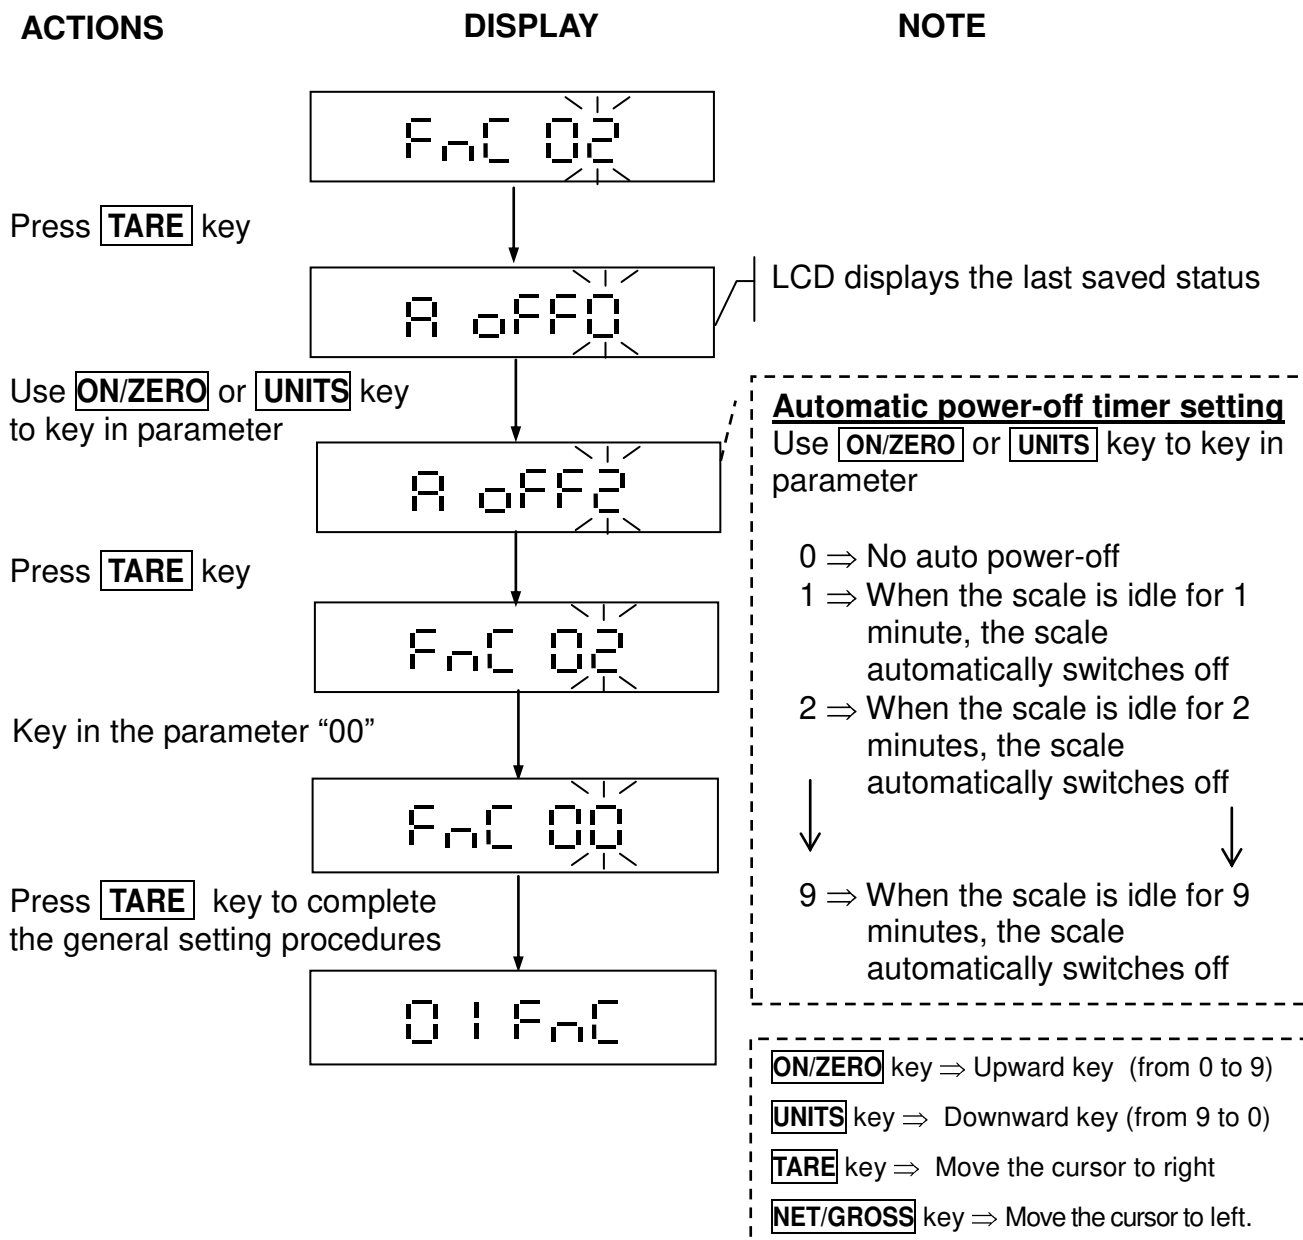 ACTIONS DISPLAY NOTE
FnC 02
Press TARE key
A oFF0
LCD displays the last saved status
Use ON/ZERO or UNITS key
to key in parameter
A oFF2
Press TARE key
FnC 02
Key in the parameter “00”
FnC 00
Press TARE key to complete
the general setting procedures
01 FnC
Automatic power-off timer setting
Use ON/ZERO or UNITS key to key in
parameter
0 ⇒ No auto power-off
1 ⇒ When the scale is idle for 1
minute, the scale
automatically switches off
2 ⇒ When the scale is idle for 2
minutes, the scale
automatically switches off
9 ⇒ When the scale is idle for 9
minutes, the scale
automatically switches off
ON/ZERO key ⇒ Upward key (from 0 to 9)
UNITS key ⇒ Downward key (from 9 to 0)
TARE key ⇒ Move the cursor to right
NET/GROSS key ⇒ Move the cursor to left.